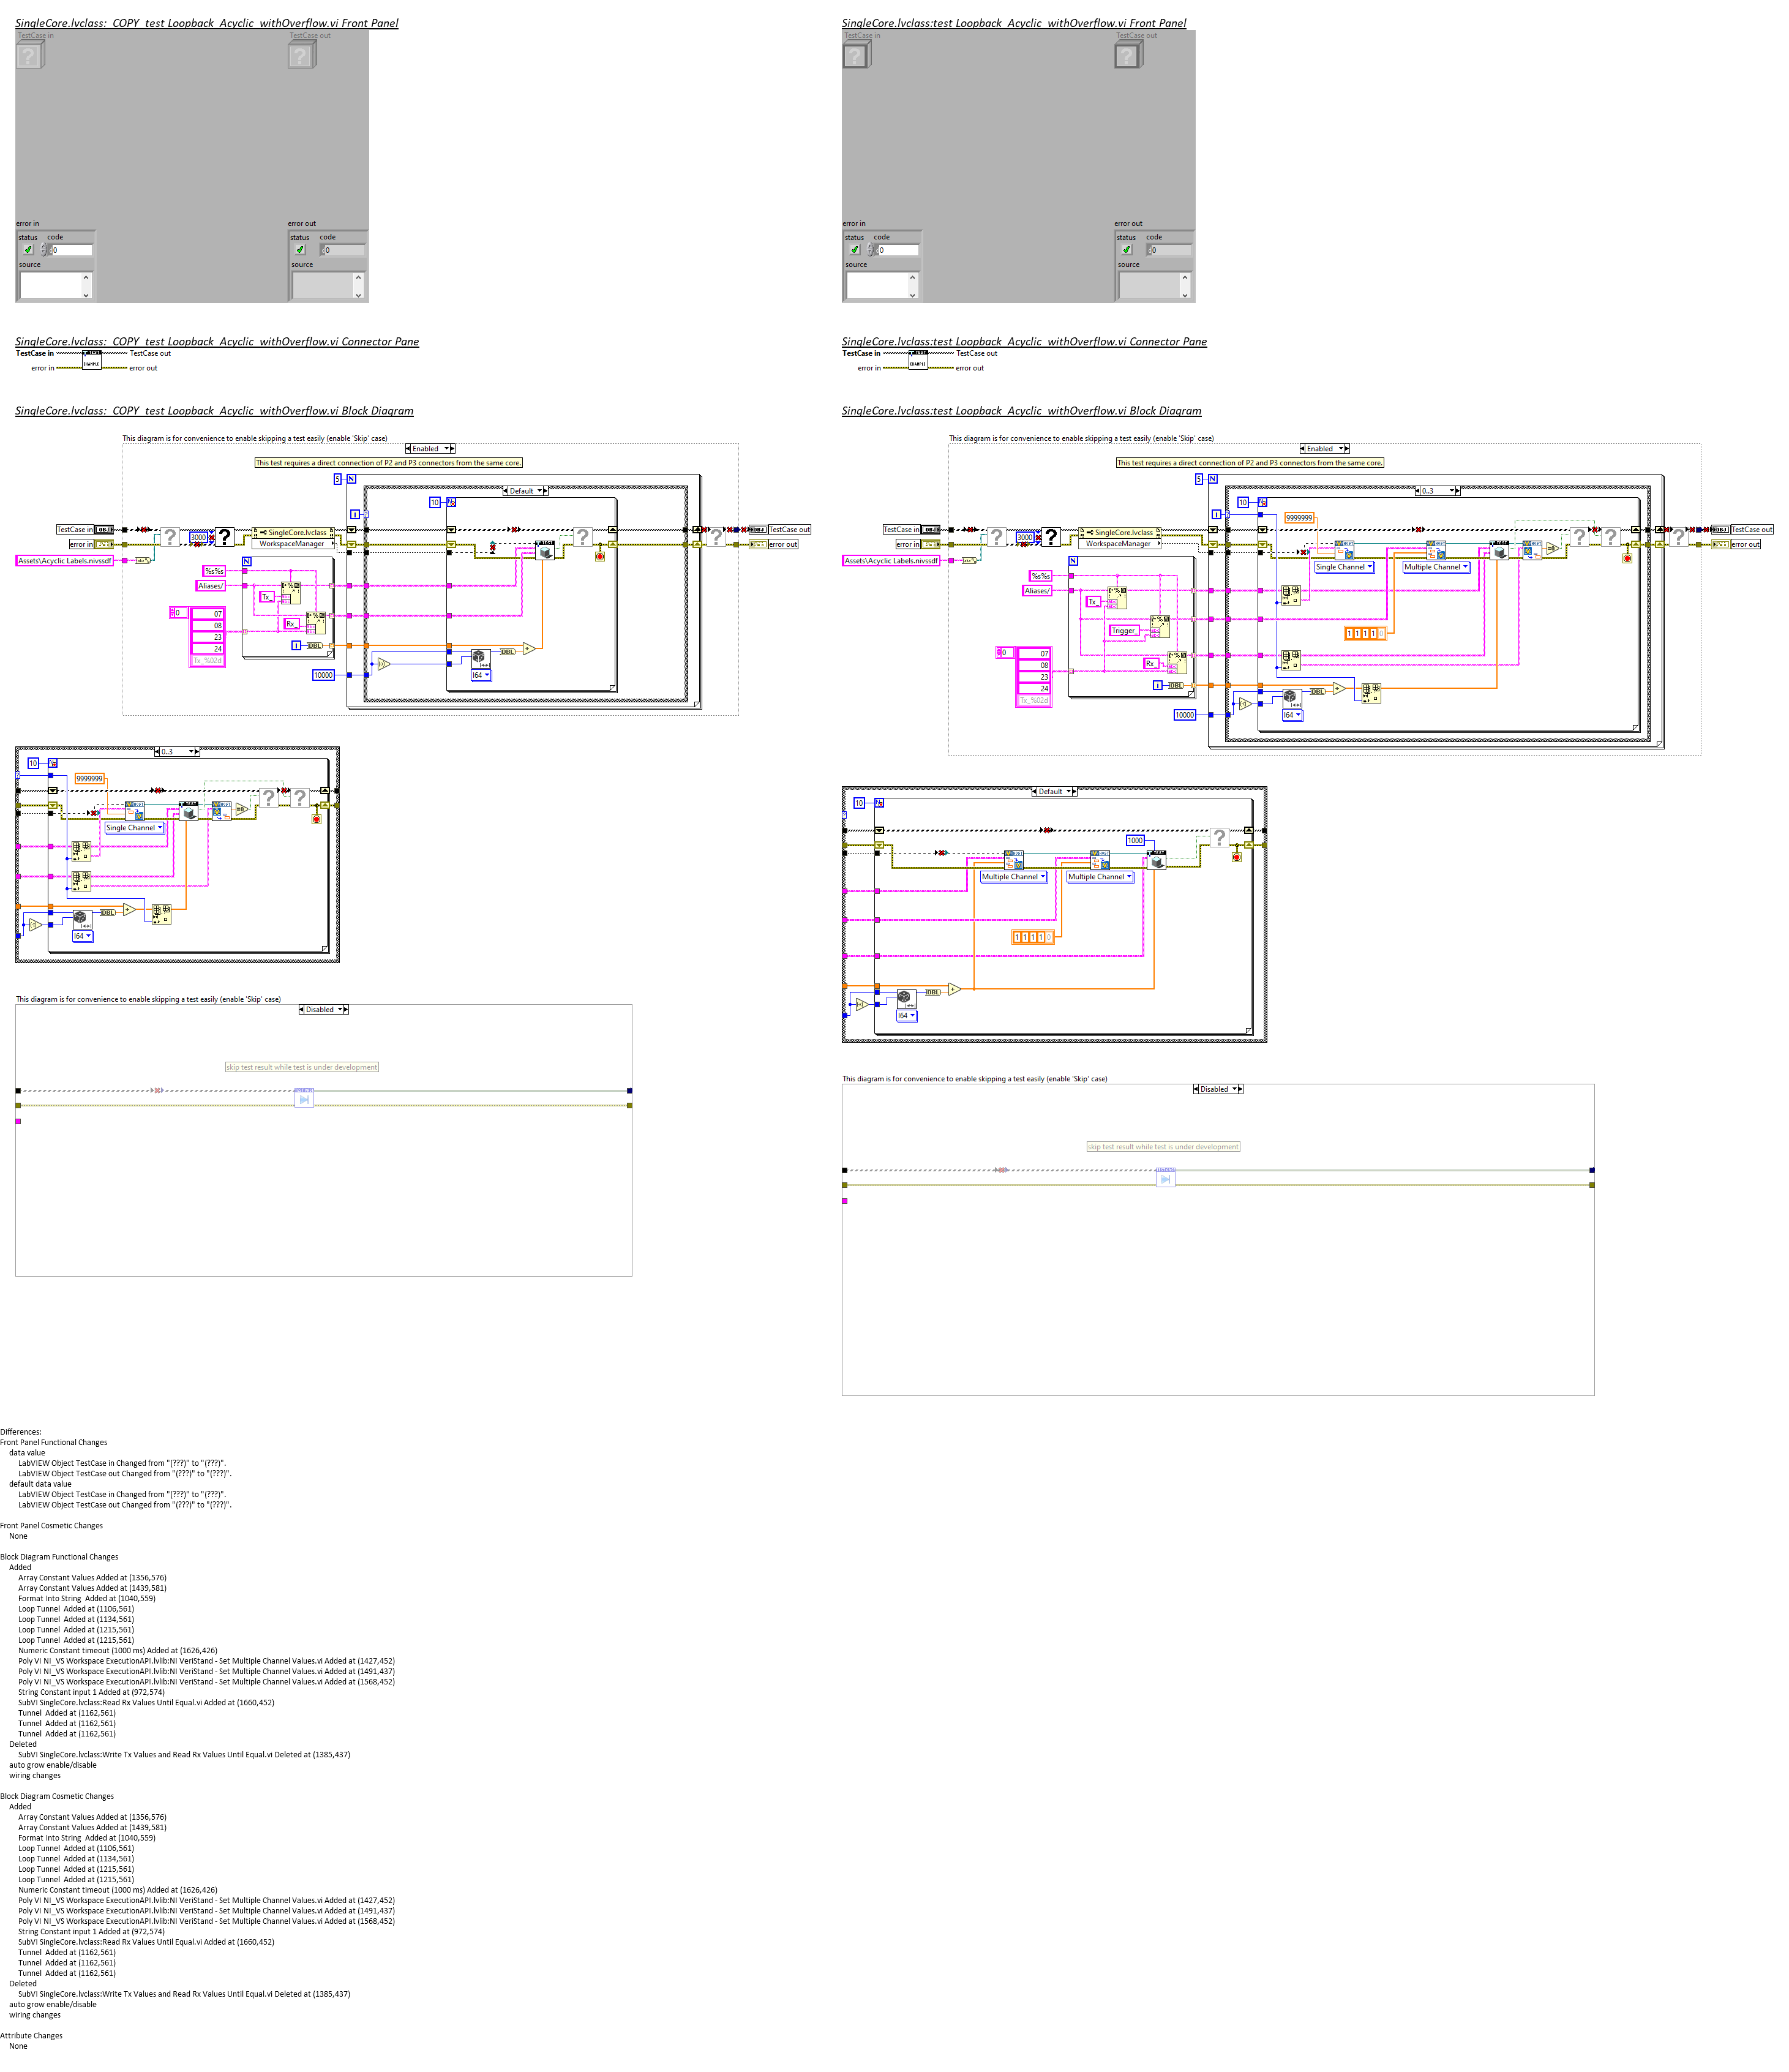 SingleCore.lvclass:_COPY_test Loopback_Acyclic_withOverflow.vi Front Panel
TestCase in
TestCase out
error in
error out
status
code
status
code
0
0
source
source
SingleCore.lvclass:test Loopback_Acyclic_withOverflow.vi Front Panel
TestCase in
TestCase out
error in
error out
status
code
status
code
0
0
source
source
SingleCore.lvclass:_COPY_test Loopback_Acyclic_withOverflow.vi Connector Pane
TestCase in
TestCase out
TEST
EXAMPLE
error in
error out
SingleCore.lvclass:test Loopback_Acyclic_withOverflow.vi Connector Pane
TestCase in
TestCase out
TEST
EXAMPLE
error in
error out
SingleCore.lvclass:_COPY_test Loopback_Acyclic_withOverflow.vi Block Diagram
This diagram is for convenience to enable skipping a test easily (enable 'Skip' case)
Enabled
This test requires a direct connection of P2 and P3 connectors from the same core.
5
N
Default
10
i
TestCase in
OBJ
error in
3000
SingleCore.lvclass
WorkspaceManager
OBJ
TestCase out
error out
Assets\Acyclic Labels.nivssdf
%s%s
Aliases/
Tx_
Rx_
0
07
08
23
24
Tx_%02d
N
i
DBL
10000
DBL
I64
TEST
0..3
10
9999999
Single Channel
TEST
DBL
I64
This diagram is for convenience to enable skipping a test easily (enable 'Skip' case)
Disabled
skip test result while test is under development
SingleCore.lvclass:test Loopback_Acyclic_withOverflow.vi Block Diagram
This diagram is for convenience to enable skipping a test easily (enable 'Skip' case)
Enabled
This test requires a direct connection of P2 and P3 connectors from the same core.
5
N
0..3
10
i
9999999
TestCase in
OBJ
error in
3000
SingleCore.lvclass
WorkspaceManager
OBJ
TestCase out
error out
Assets\Acyclic Labels.nivssdf
Single Channel
Multiple Channel
TEST
N
%s%s
Aliases/
Tx_
Trigger_
Rx_
0
07
08
23
24
Tx_%02d
1 1 1 1 0
i
DBL
DBL
I64
10000
Default
10
1000
Multiple Channel
Multiple Channel
TEST
1 1 1 1 0
DBL
I64
This diagram is for convenience to enable skipping a test easily (enable 'Skip' case)
Disabled
skip test result while test is under development
Differences:
Front Panel Functional Changes
data value
LabVIEW Object TestCase in Changed from "(???)" to "(???)".
LabVIEW Object TestCase out Changed from "(???)" to "(???)".
default data value
LabVIEW Object TestCase in Changed from "(???)" to "(???)".
LabVIEW Object TestCase out Changed from "(???)" to "(???)".
Front Panel Cosmetic Changes
None
Block Diagram Functional Changes
Added
Array Constant Values Added at (1356,576)
Array Constant Values Added at (1439,581)
Format Into String  Added at (1040,559)
Loop Tunnel  Added at (1106,561)
Loop Tunnel  Added at (1134,561)
Loop Tunnel  Added at (1215,561)
Loop Tunnel  Added at (1215,561)
Numeric Constant timeout (1000 ms) Added at (1626,426)
Poly VI NI_VS Workspace ExecutionAPI.lvlib:NI VeriStand - Set Multiple Channel Values.vi Added at (1427,452)
Poly VI NI_VS Workspace ExecutionAPI.lvlib:NI VeriStand - Set Multiple Channel Values.vi Added at (1491,437)
Poly VI NI_VS Workspace ExecutionAPI.lvlib:NI VeriStand - Set Multiple Channel Values.vi Added at (1568,452)
String Constant input 1 Added at (972,574)
SubVI SingleCore.lvclass:Read Rx Values Until Equal.vi Added at (1660,452)
Tunnel  Added at (1162,561)
Tunnel  Added at (1162,561)
Tunnel  Added at (1162,561)
Deleted
SubVI SingleCore.lvclass:Write Tx Values and Read Rx Values Until Equal.vi Deleted at (1385,437)
auto grow enable/disable
wiring changes
Block Diagram Cosmetic Changes
Added
Array Constant Values Added at (1356,576)
Array Constant Values Added at (1439,581)
Format Into String  Added at (1040,559)
Loop Tunnel  Added at (1106,561)
Loop Tunnel  Added at (1134,561)
Loop Tunnel  Added at (1215,561)
Loop Tunnel  Added at (1215,561)
Numeric Constant timeout (1000 ms) Added at (1626,426)
Poly VI NI_VS Workspace ExecutionAPI.lvlib:NI VeriStand - Set Multiple Channel Values.vi Added at (1427,452)
Poly VI NI_VS Workspace ExecutionAPI.lvlib:NI VeriStand - Set Multiple Channel Values.vi Added at (1491,437)
Poly VI NI_VS Workspace ExecutionAPI.lvlib:NI VeriStand - Set Multiple Channel Values.vi Added at (1568,452)
String Constant input 1 Added at (972,574)
SubVI SingleCore.lvclass:Read Rx Values Until Equal.vi Added at (1660,452)
Tunnel  Added at (1162,561)
Tunnel  Added at (1162,561)
Tunnel  Added at (1162,561)
Deleted
SubVI SingleCore.lvclass:Write Tx Values and Read Rx Values Until Equal.vi Deleted at (1385,437)
auto grow enable/disable
wiring changes
Attribute Changes
None